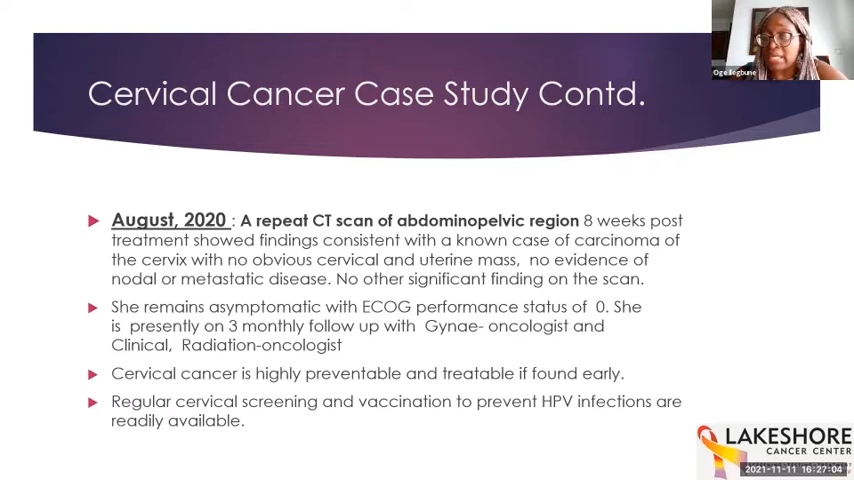 Oge Ilegbune
Cervical Cancer Case Study Contd.
August, 2020 : A repeat CT scan of abdominopelvic region 8 weeks post
treatment showed findings consistent with a known case of carcinoma of
the cervix with no obvious cervical and uterine mass, no evidence of
nodal or metastatic disease. No other significant finding on the scan.
She remains asymptomatic with ECOG performance status of 0. She
is presently on 3 monthly follow up with Gynae- oncologist and
Clinical, Radiation-oncologist
Cervical cancer is highly preventable and treatable if found early.
Regular cervical screening and vaccination to prevent HPV infections are
readily available.
LAKESHORE
CANCER CENTER
2021-11-11 16:27:04